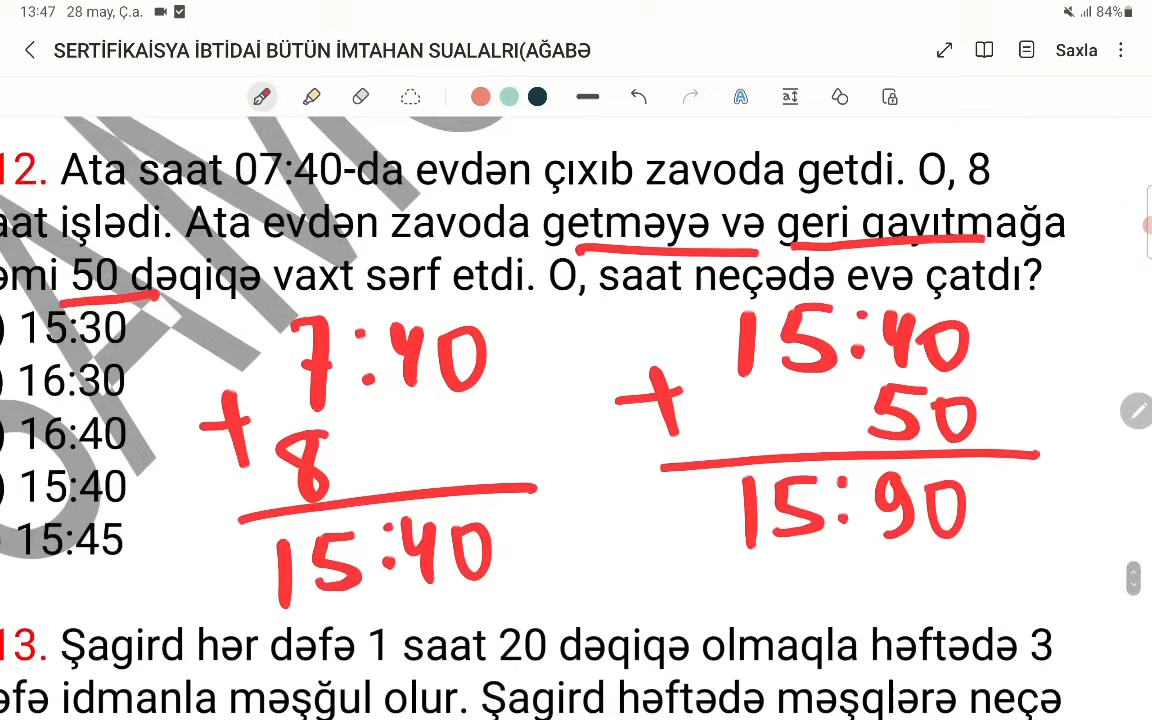 13:47 28 may, Ç.a. 84%
SERTİFİKAİSYA İBTİDAİ BÜTÜN İMTAHAN SUALALRI(AĞABƏ
Saxla
12. Ata saat 07:40-da evdən çıxıb zavoda getdi. O, 8
aat işlədi. Ata evdən zavoda getməyə və geri qayıtmağa
əmi 50 dəqiqə vaxt sərf etdi. O, saat neçədə evə çatdı?
) 15:30
) 16:30
) 16:40
) 15:40
15:45
7:40
+ 8
15:40
15:40
+ 50
15:90
13. Şagird hər dəfə 1 saat 20 dəqiqə olmaqla həftədə 3
əfə idmanla məşğul olur. Şagird həftədə məşqlərə neçə